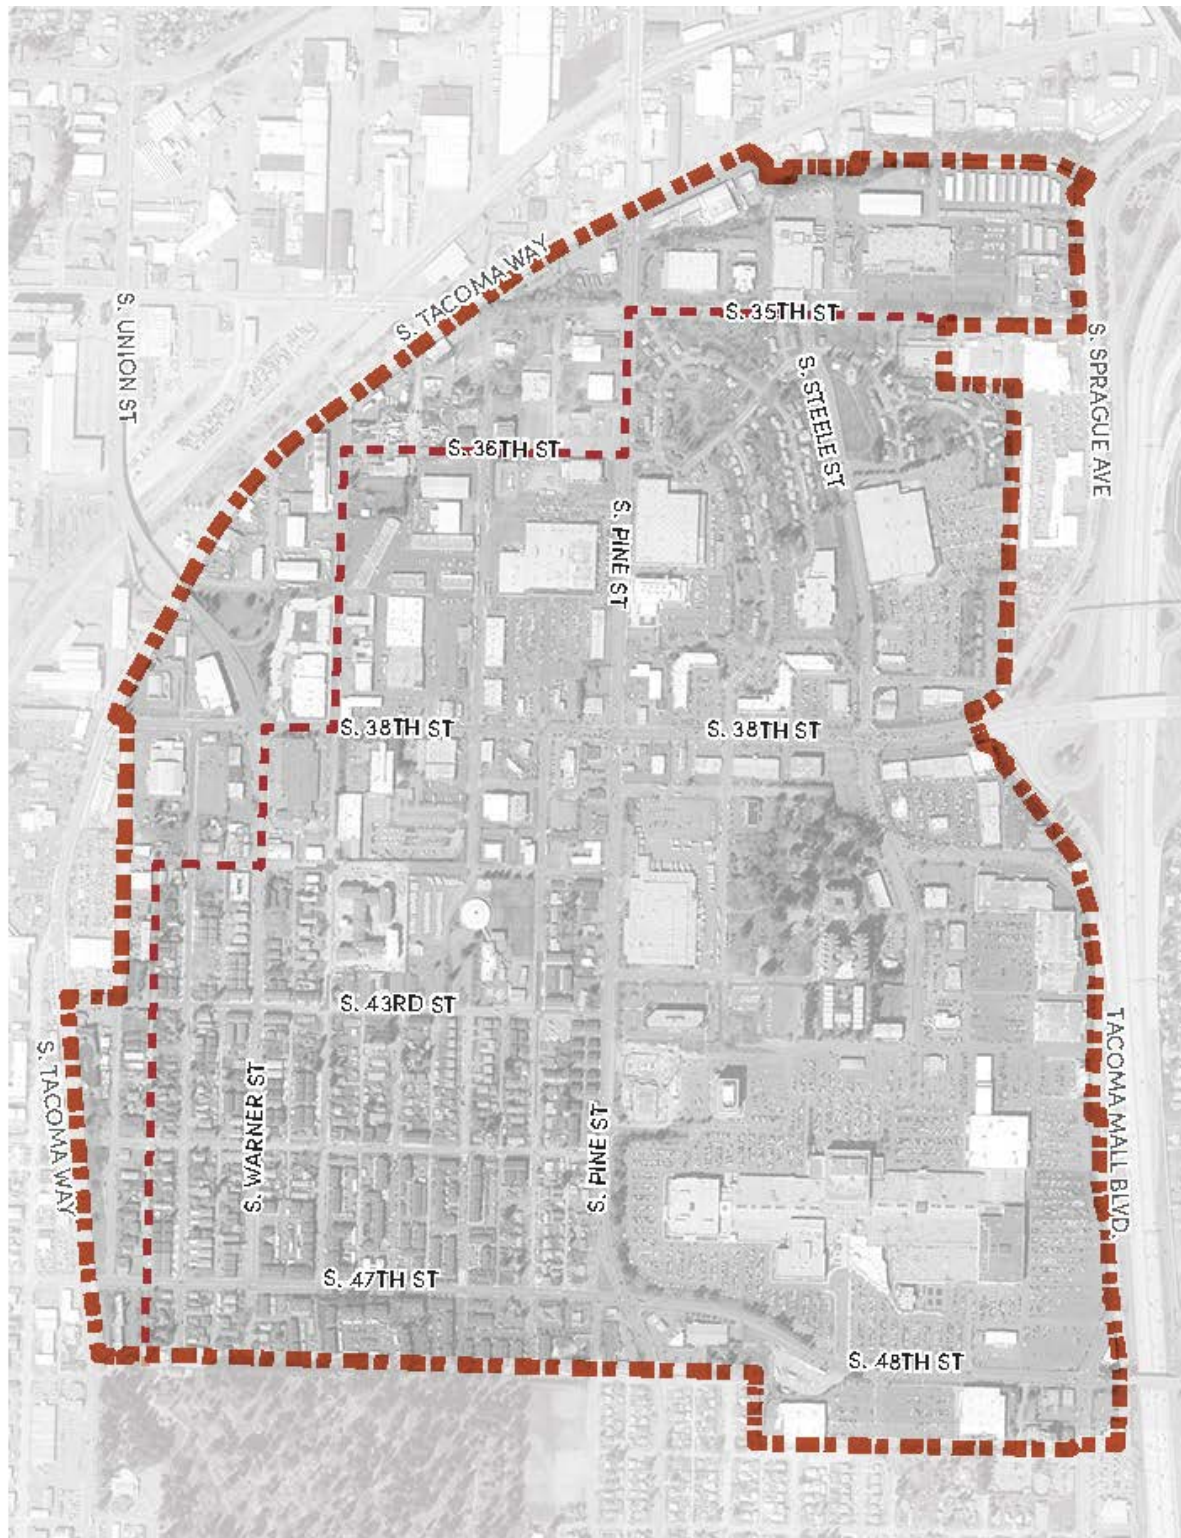 S. TACOMA WAY
S. UNION ST
S. 35TH ST
S. SPRAGUE AVE
S. STEELE ST
S. 36TH ST
S. PINE ST
S. 38TH ST
S. 38TH ST
S. 43RD ST
S. TACOMA WAY
S. WARNER ST
S. PINE ST
TACOMA MALL BLVD.
S. 47TH ST
S. 48TH ST